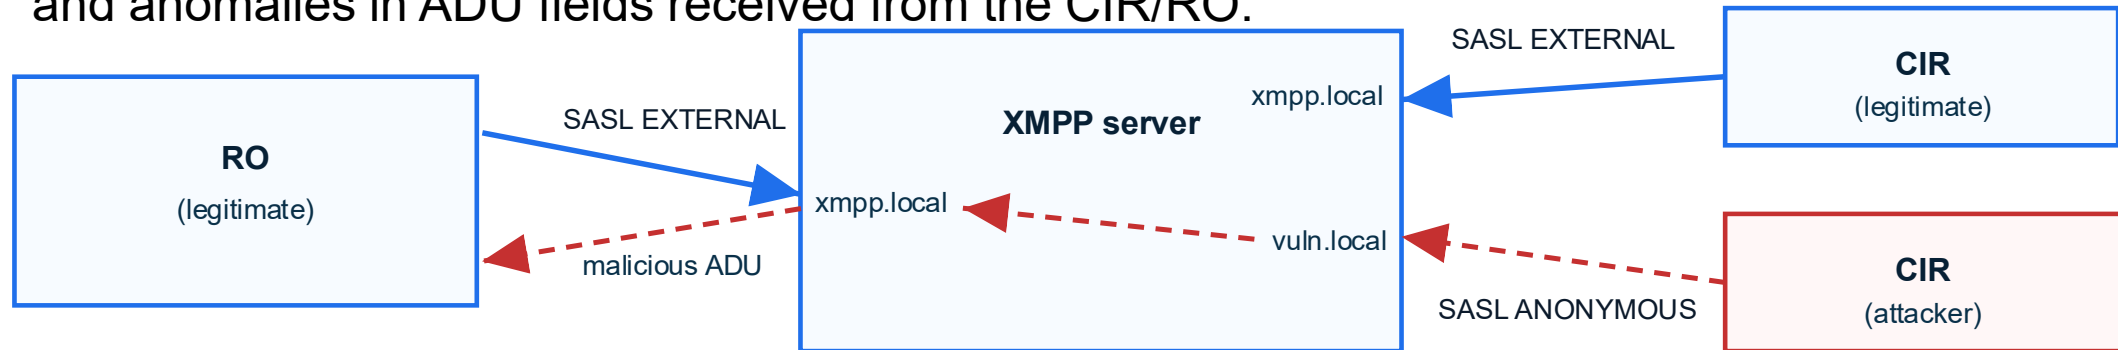 and anomalies in ADU fields received from the CIR/RO.
RO
(legitimate)
SASL EXTERNAL
malicious ADU
XMPP server
xmpp.local
xmpp.local
vuln.local
SASL EXTERNAL
CIR
(legitimate)
SASL ANONYMOUS
CIR
(attacker)